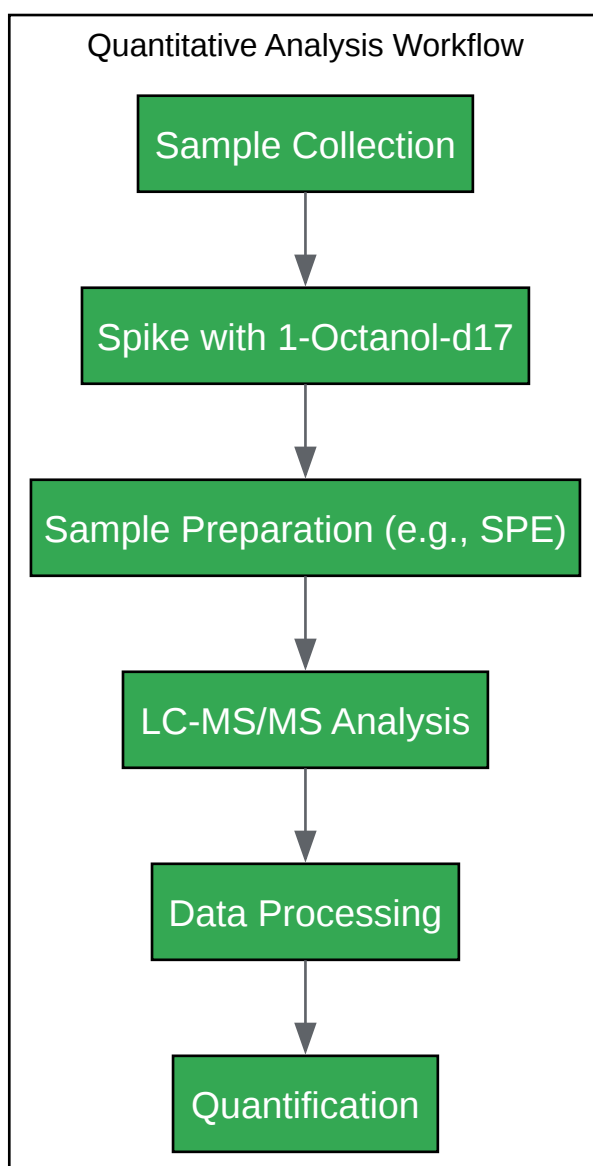 Quantitative Analysis Workflow
Sample Collection
Spike with 1-Octanol-d17
Sample Preparation (e.g., SPE)
LC-MS/MS Analysis
Data Processing
Quantification